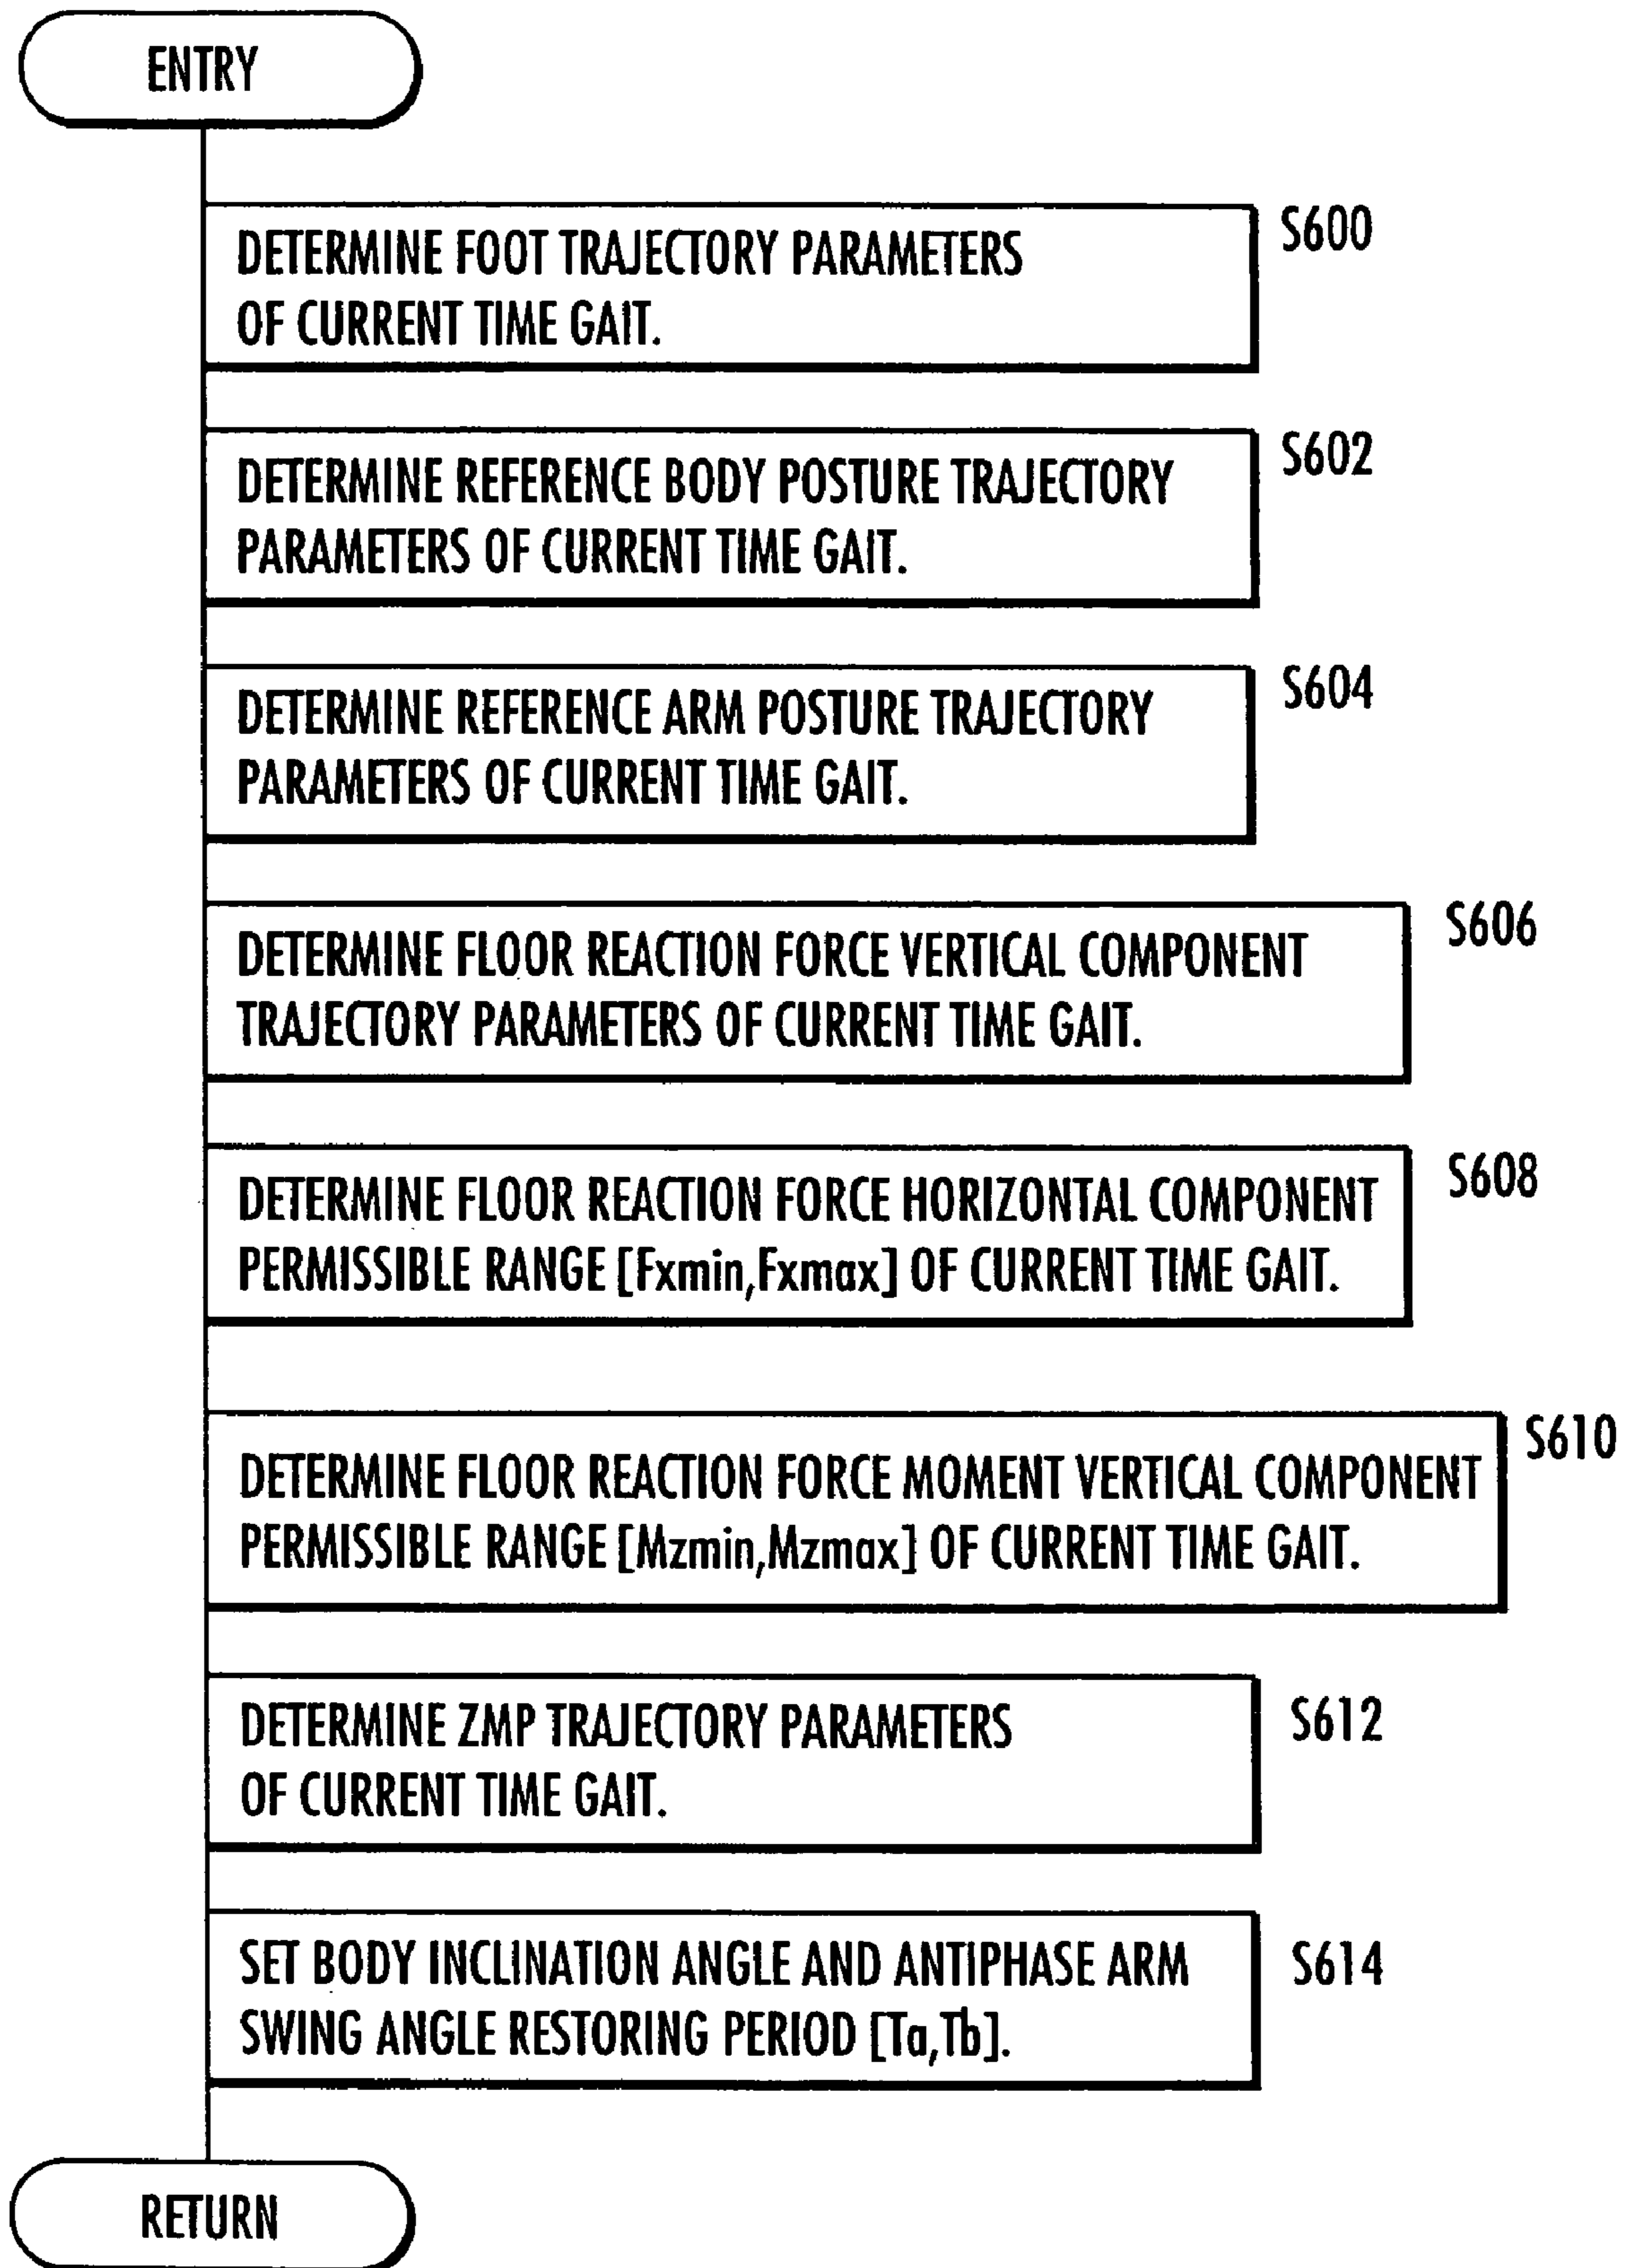 ENTRY
S600
DETERMINE FOOT TRAJECTORY PARAMETERS
OF CURRENT TIME GAIT.
S602
DETERMINE REFERENCE BODY POSTURE TRAJECTORY
PARAMETERS OF CURRENT TIME GAIT.
S604
DETERMINE REFERENCE ARM POSTURE TRAJECTORY
PARAMETERS OF CURRENT TIME GAIT.
S606
DETERMINE FLOOR REACTION FORCE VERTICAL COMPONENT
TRAJECTORY PARAMETERS OF CURRENT TIME GAIT.
S608
DETERMINE FLOOR REACTION FORCE HORIZONTAL COMPONENT
PERMISSIBLE RANGE [Fxmin,Fxmax] OF CURRENT TIME GAIT.
S610
DETERMINE FLOOR REACTION FORCE MOMENT VERTICAL COMPONENT
PERMISSIBLE RANGE [Mzmin,Mzmax] OF CURRENT TIME GAIT.
S612
DETERMINE ZMP TRAJECTORY PARAMETERS
OF CURRENT TIME GAIT.
S614
SET BODY INCLINATION ANGLE AND ANTIPHASE ARM
SWING ANGLE RESTORING PERIOD [Ta,Tb].
RETURN